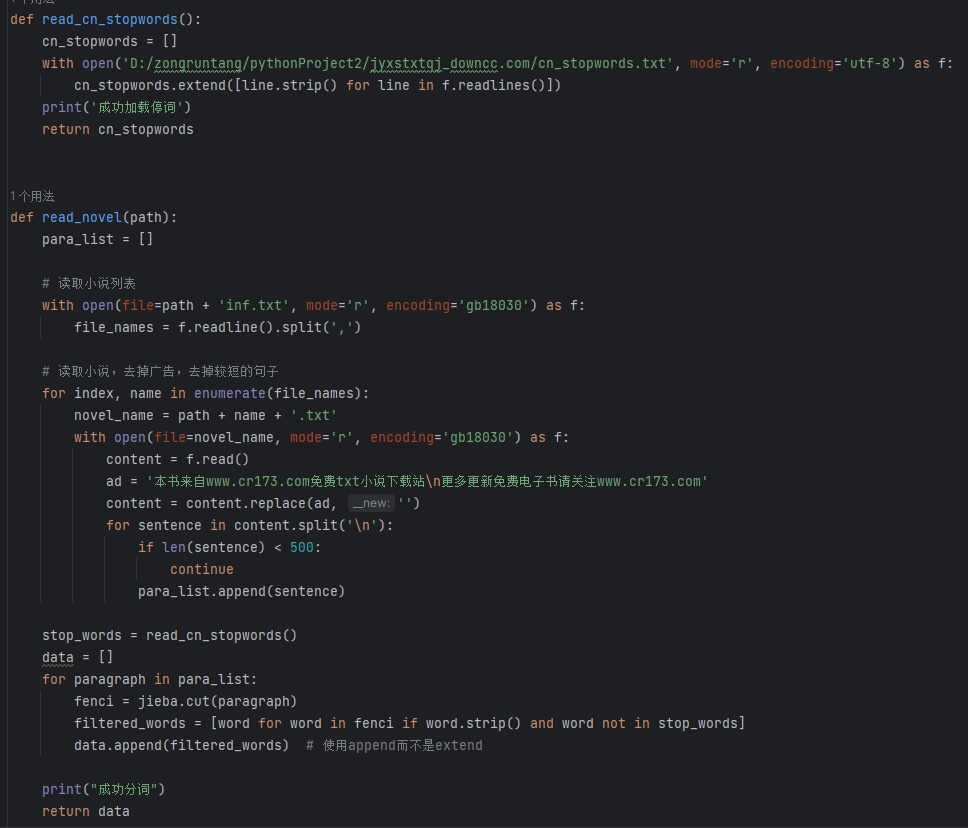 def read_cn_stopwords():
    cn_stopwords = []
    with open('D:/zongruntang/pythonProject2/jyxstxtqj_downcc.com/cn_stopwords.txt', mode='r', encoding='utf-8') as f:
        cn_stopwords.extend([line.strip() for line in f.readlines()])
    print('成功加载停词')
    return cn_stopwords
1个用法
def read_novel(path):
    para_list = []
    # 读取小说列表
    with open(file=path + 'inf.txt', mode='r', encoding='gb18030') as f:
        file_names = f.readline().split(',')
    # 读取小说，去掉广告，去掉较短的句子
    for index, name in enumerate(file_names):
        novel_name = path + name + '.txt'
        with open(file=novel_name, mode='r', encoding='gb18030') as f:
            content = f.read()
            ad = '本书来自www.cr173.com免费txt小说下载站\n更多更新免费电子书请关注www.cr173.com'
            content = content.replace(ad, __new: '')
            for sentence in content.split('\n'):
                if len(sentence) < 500:
                    continue
                para_list.append(sentence)
    stop_words = read_cn_stopwords()
    data = []
    for paragraph in para_list:
        fenci = jieba.cut(paragraph)
        filtered_words = [word for word in fenci if word.strip() and word not in stop_words]
        data.append(filtered_words)  # 使用append而不是extend
    print("成功分词")
    return data